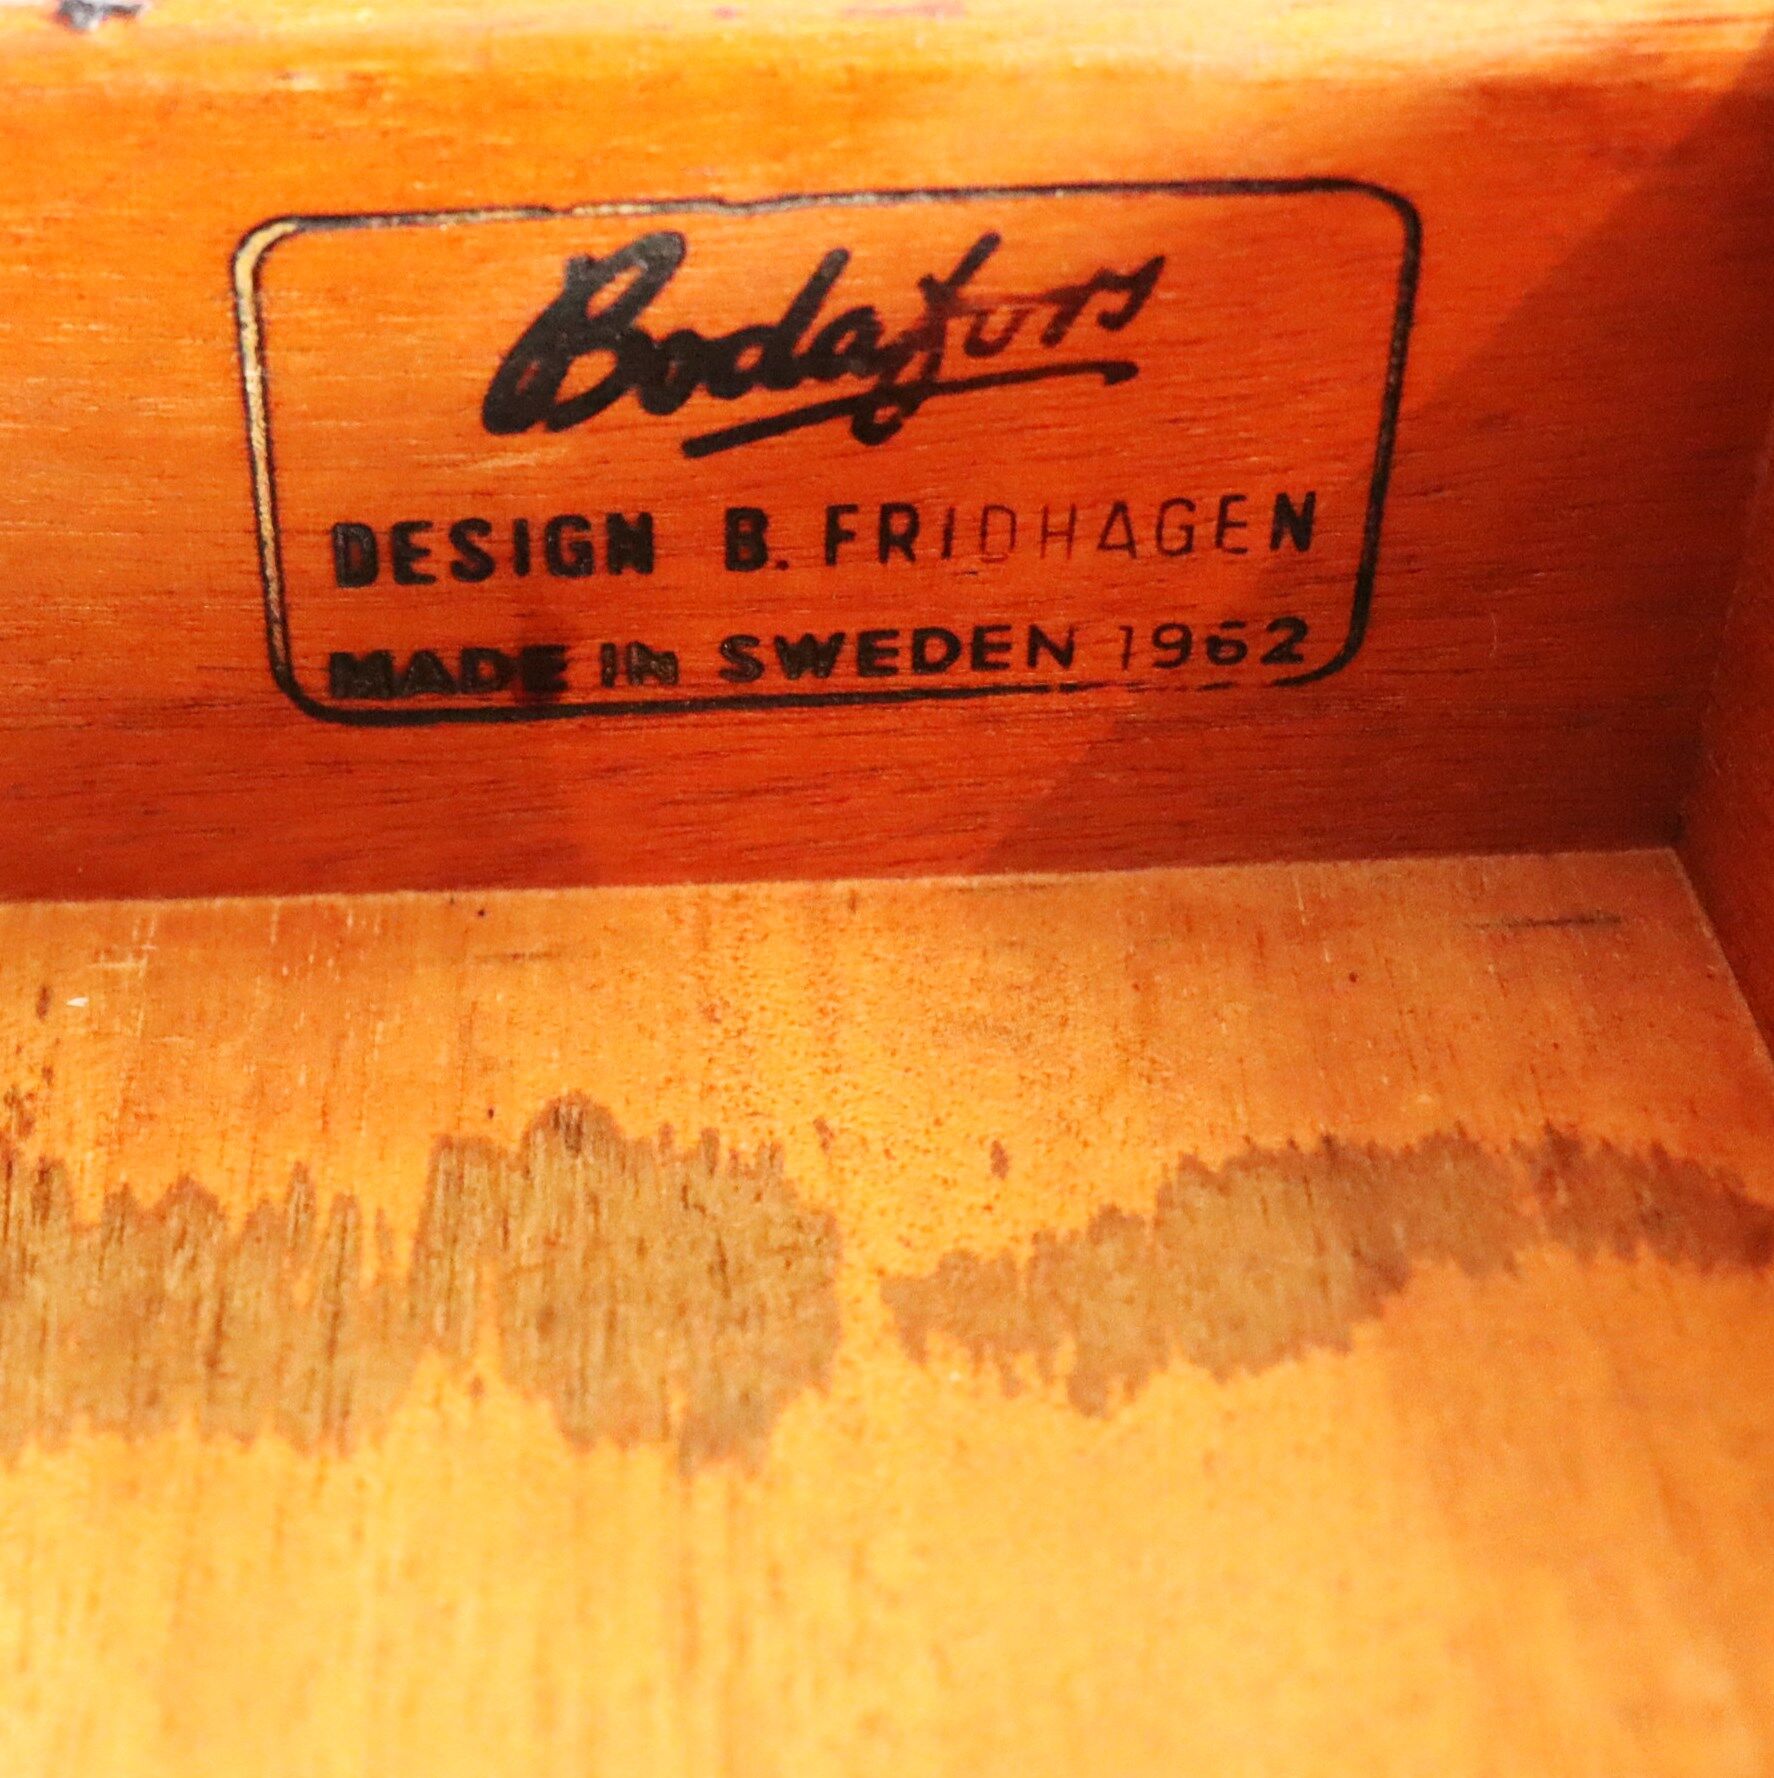 Bodafors
DESIGN B. FRIDHAGEN
MADE IN SWEDEN 1962